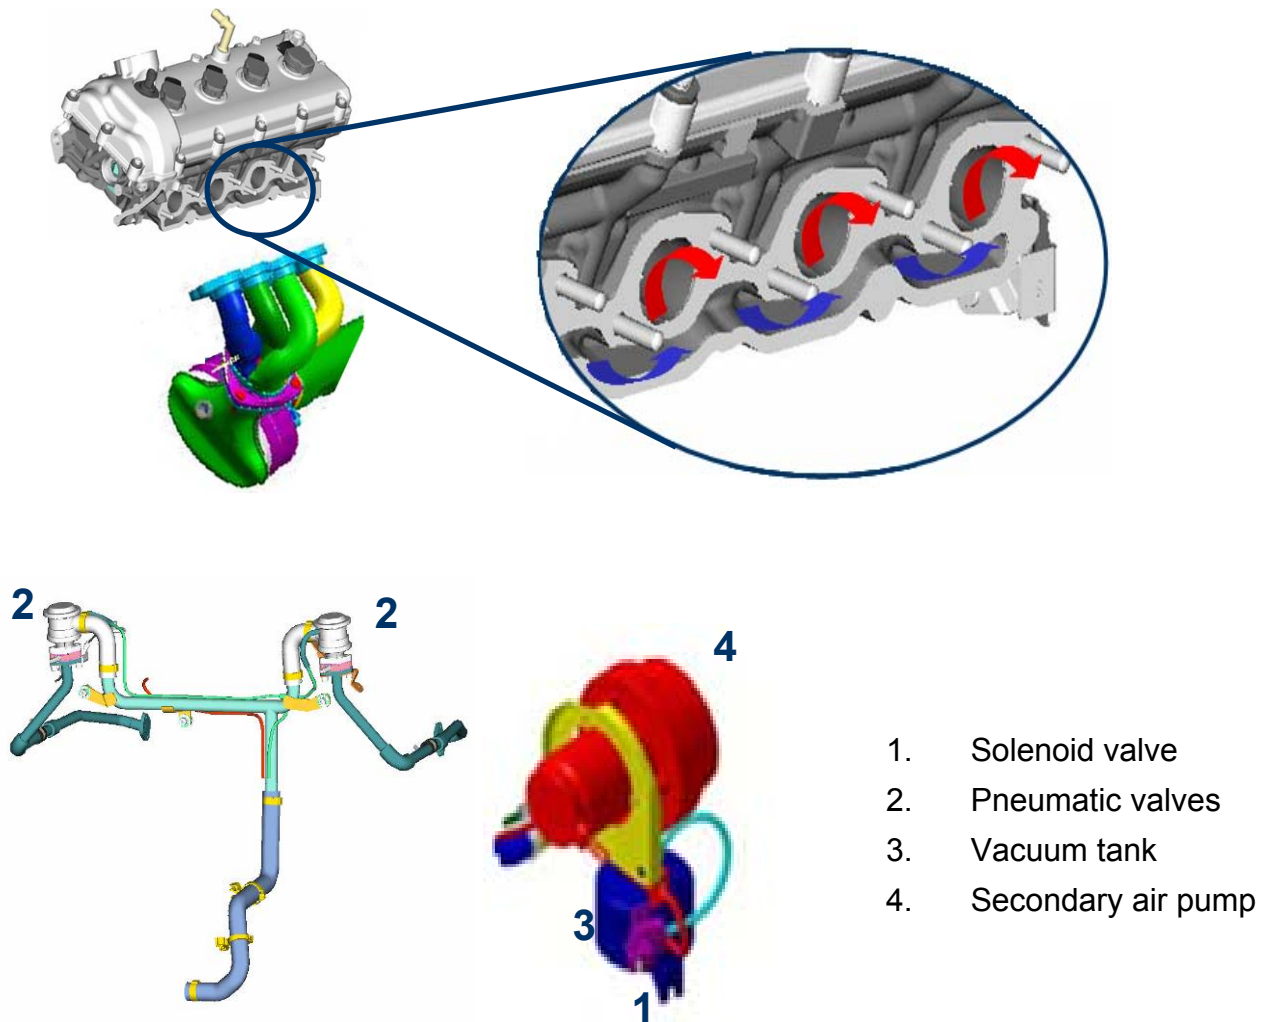 2
2
4
3
1
1. Solenoid valve
2. Pneumatic valves
3. Vacuum tank
4. Secondary air pump